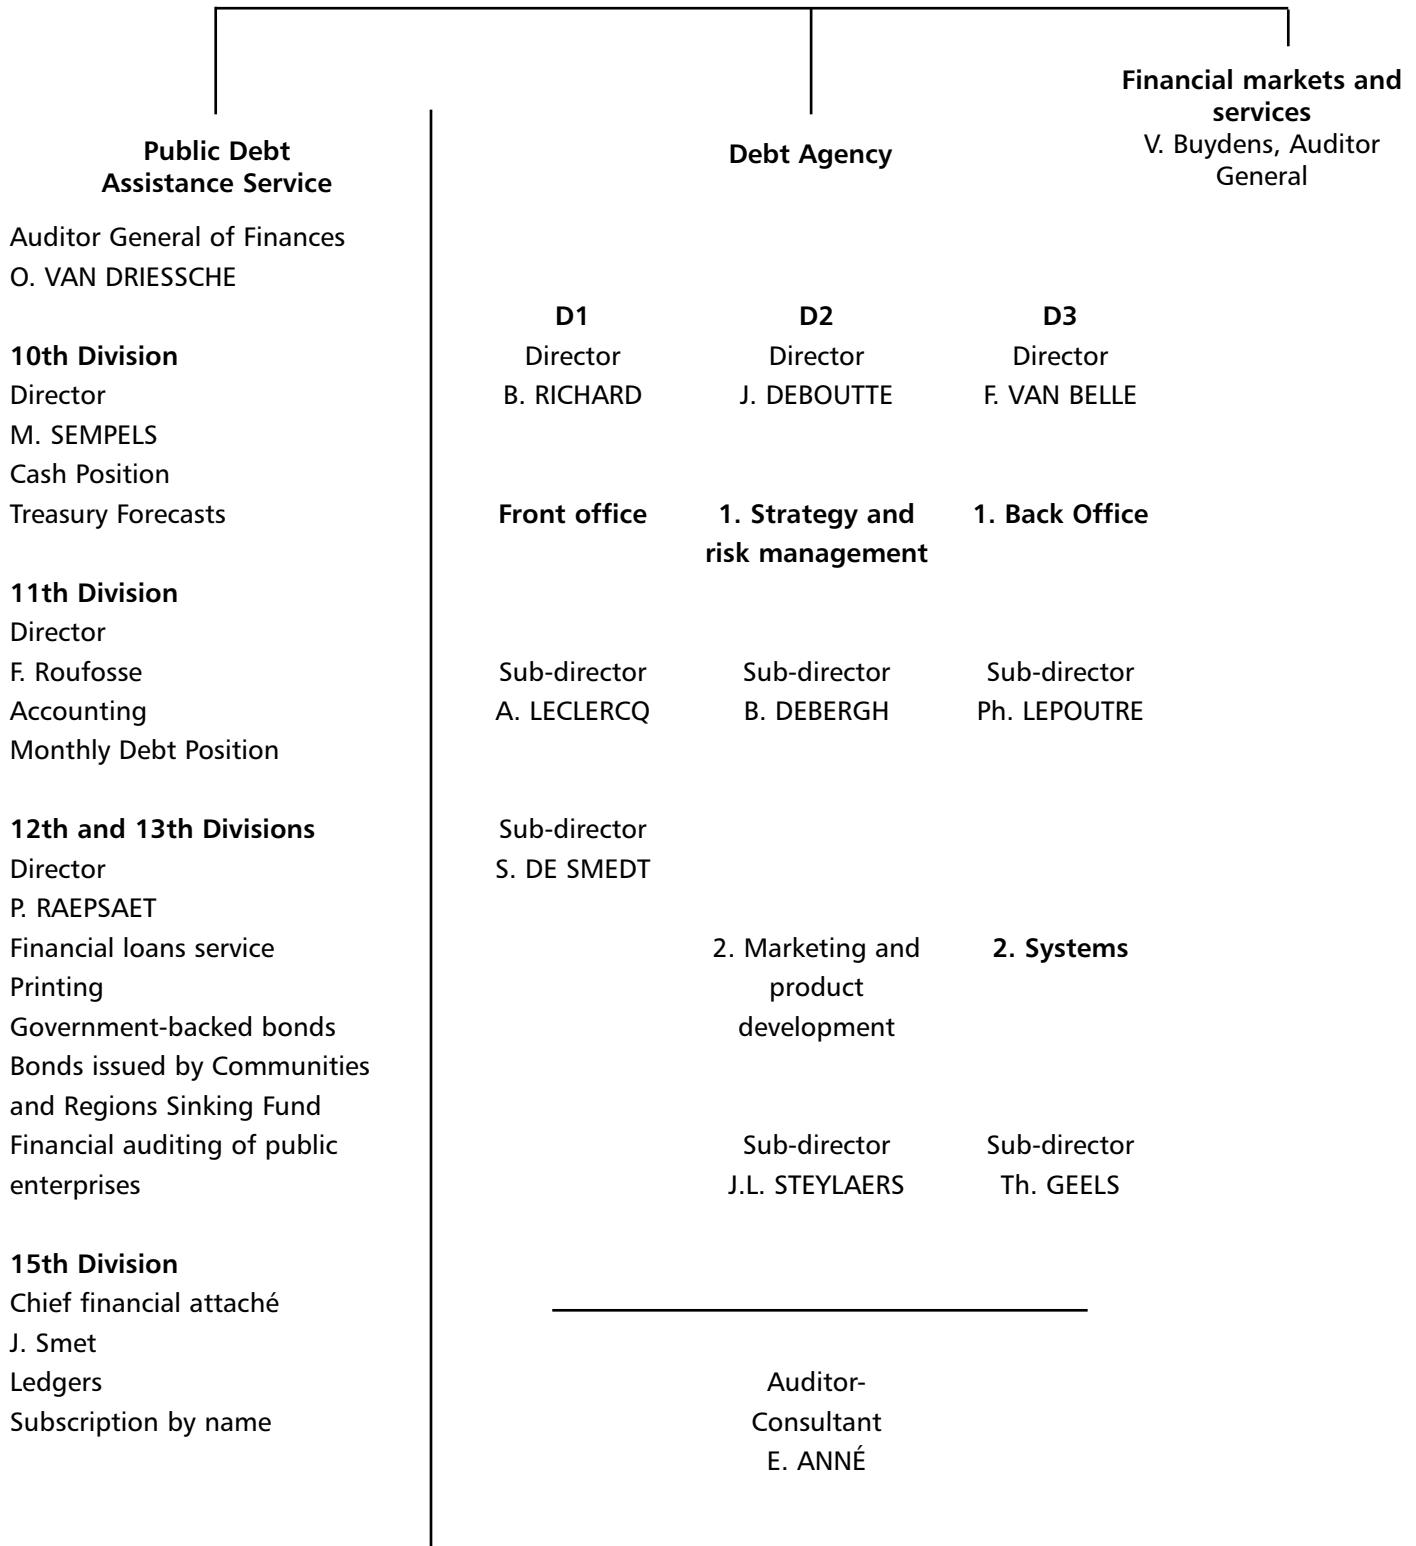 Public Debt
Assistance Service
Auditor General of Finances
O. VAN DRIESSCHE
10th Division
Director
M. SEMPELS
Cash Position
Treasury Forecasts
11th Division
Director
F. Roufosse
Accounting
Monthly Debt Position
12th and 13th Divisions
Director
P. RAEPSAET
Financial loans service
Printing
Government-backed bonds
Bonds issued by Communities
and Regions Sinking Fund
Financial auditing of public
enterprises
15th Division
Chief financial attaché
J. Smet
Ledgers
Subscription by name
Debt Agency
D1
Director
B. RICHARD
Front office
Sub-director
A. LECLERCQ
Sub-director
S. DE SMEDT
D2
Director
J. DEBOUTTE
1. Strategy and
risk management
Sub-director
B. DEBERGH
2. Marketing and
product
development
Sub-director
J.L. STEYLAERS
D3
Director
F. VAN BELLE
1. Back Office
Sub-director
Ph. LEPOUTRE
2. Systems
Sub-director
Th. GEELS
Auditor-
Consultant
E. ANNÉ
Financial markets and
services
V. Buydens, Auditor
General